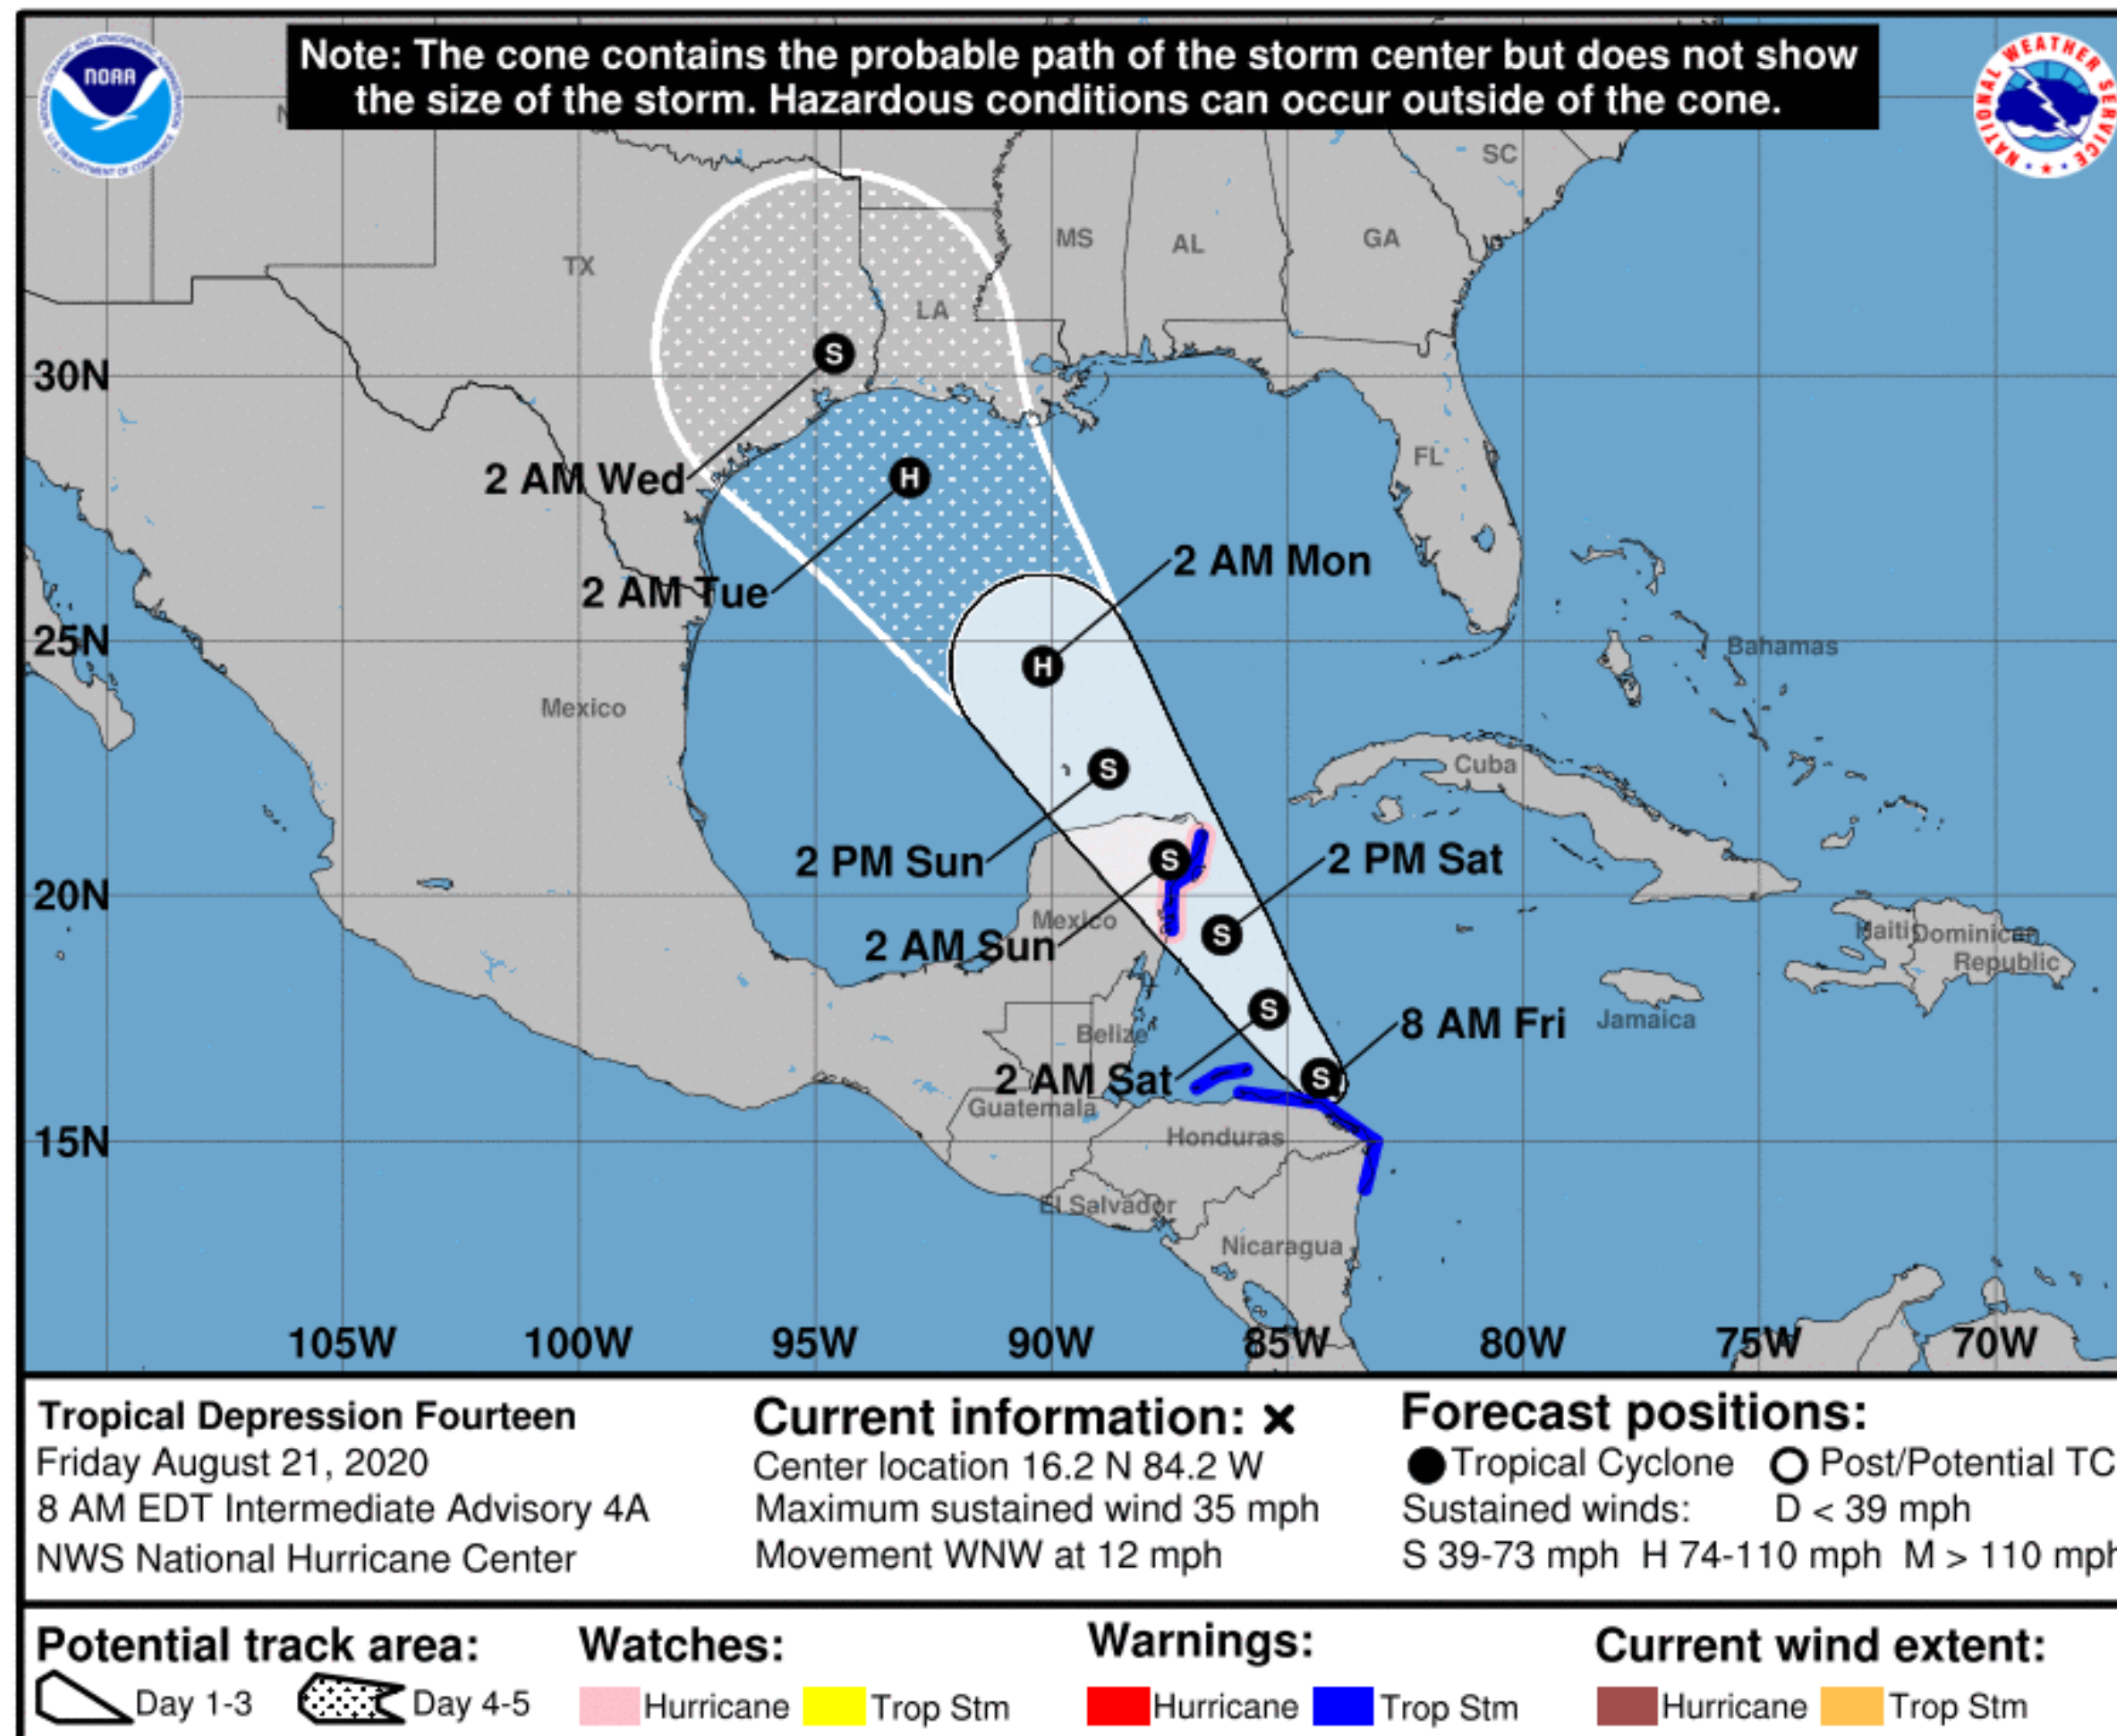 NOAA
NATIONAL WEATHER SERVICE
Note: The cone contains the probable path of the storm center but does not show
the size of the storm. Hazardous conditions can occur outside of the cone.
SC
MS
AL
GA
TX
LA
30N
S
FL
2 AM Wed
H
2 AM Mon
2 AM Tue
25N
Bahamas
H
Mexico
S
Cuba
2 PM Sun
S
2 PM Sat
20N
Mexico
S
2 AM Sun
Haiti
Dominican
Republic
S
8 AM Fri
Jamaica
Belize
2 AM Sat
S
Guatemala
15N
Honduras
El Salvador
Nicaragua
105W 100W 95W 90W 85W 80W 75W 70W
Tropical Depression Fourteen
Friday August 21, 2020
8 AM EDT Intermediate Advisory 4A
NWS National Hurricane Center
Current information: ×
Center location 16.2 N 84.2 W
Maximum sustained wind 35 mph
Movement WNW at 12 mph
Forecast positions:
Tropical Cyclone Post/Potential TC
Sustained winds: D < 39 mph
S 39-73 mph H 74-110 mph M > 110 mph
Potential track area:
Day 1-3 Day 4-5
Watches:
Hurricane Trop Stm
Warnings:
Hurricane Trop Stm
Current wind extent:
Hurricane Trop Stm